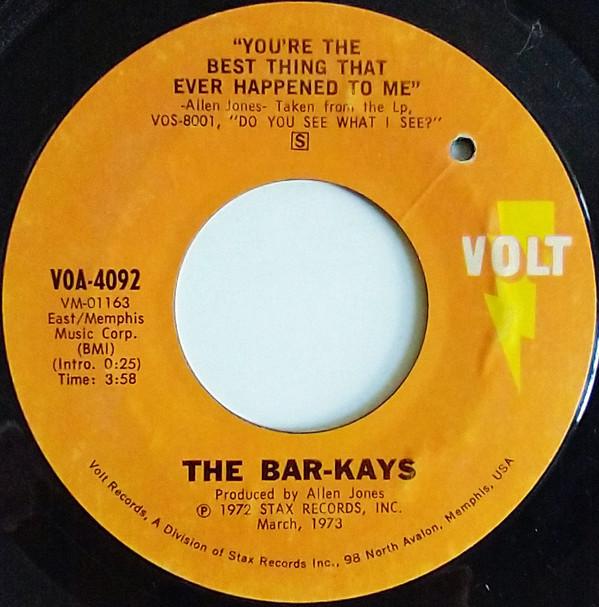 "YOU'RE THE
BEST THING THAT
EVER HAPPENED TO ME"
-Allen Jones- Taken from the Lp,
VOS-8001, "DO YOU SEE WHAT I SEE?"
S
VOLT
VOA-4092
VM-01163
East/Memphis
Music Corp.
(BMI)
(Intro. 0:25)
Time: 3:58
THE BAR-KAYS
Produced by Allen Jones
℗ 1972 STAX RECORDS, INC.
March, 1973
Volt Records, A Division of Stax Records Inc., 98 North Avalon, Memphis, USA